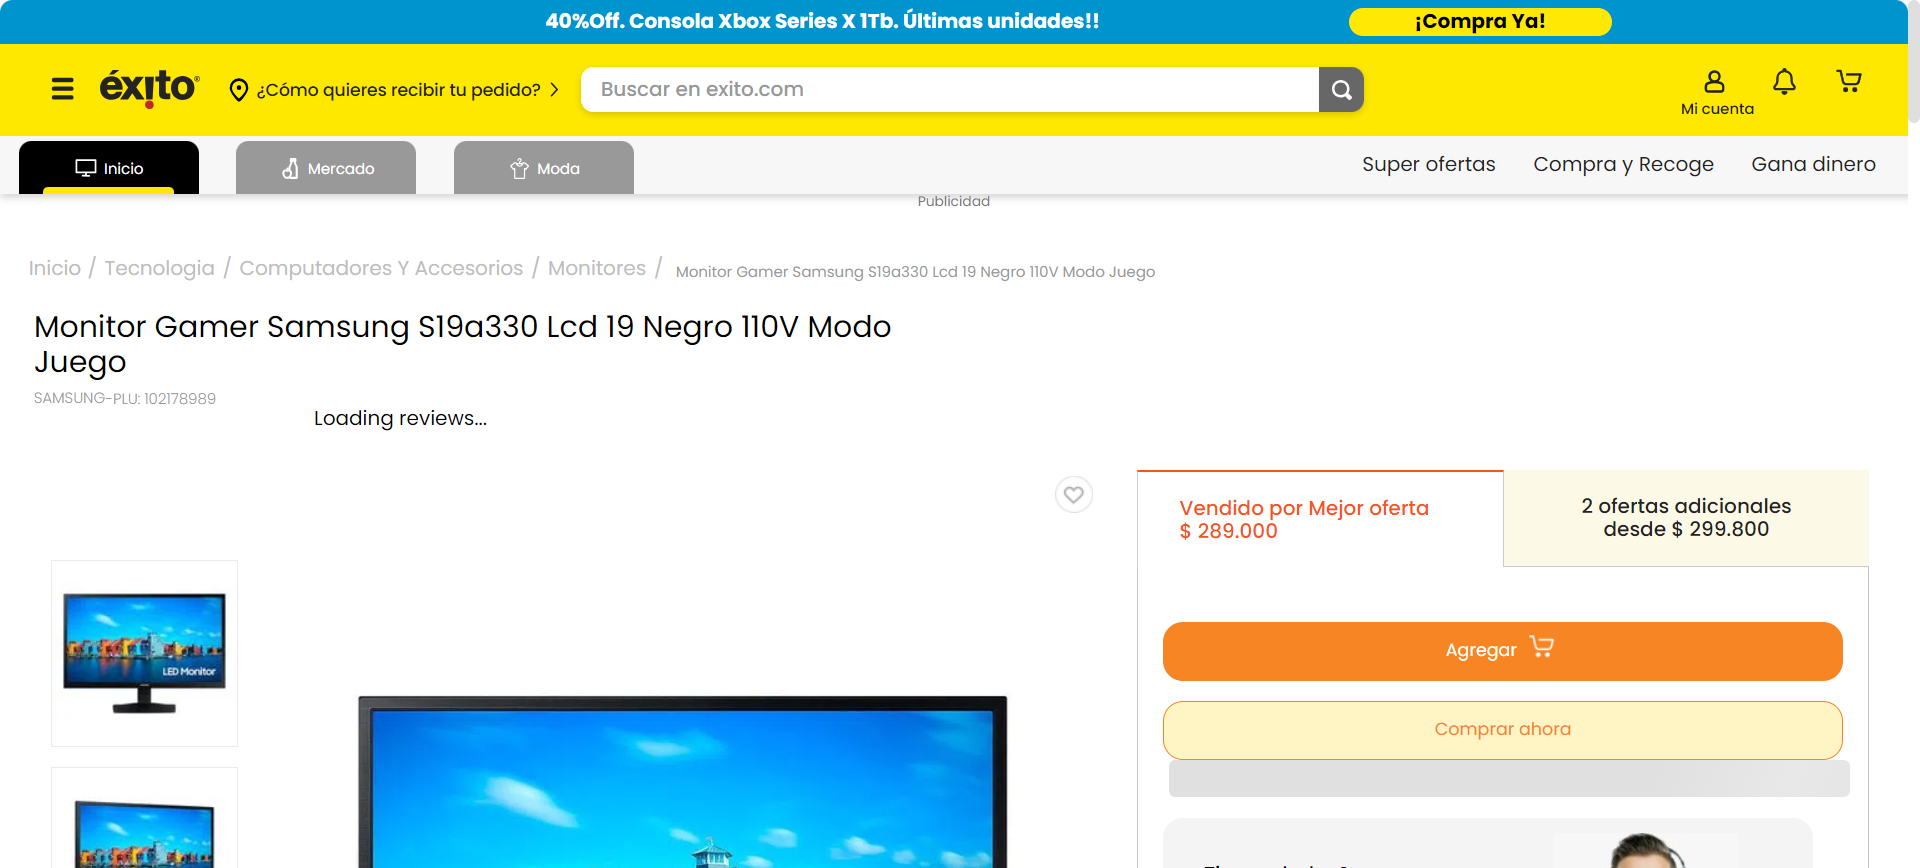 40%Off. Consola Xbox Series X 1Tb. Últimas unidades!!
¡Compra Ya!
éxito
¿Cómo quieres recibir tu pedido?
Buscar en exito.com
Mi cuenta
Inicio
Mercado
Moda
Super ofertas
Compra y Recoge
Gana dinero
Publicidad
Inicio / Tecnologia / Computadores Y Accesorios / Monitores / Monitor Gamer Samsung S19a330 Lcd 19 Negro 110V Modo Juego
Monitor Gamer Samsung S19a330 Lcd 19 Negro 110V Modo
Juego
SAMSUNG-PLU: 102178989
Loading reviews...
Vendido por Mejor oferta
$ 289.000
2 ofertas adicionales
desde $ 299.800
LED Monitor
Agregar
Comprar ahora